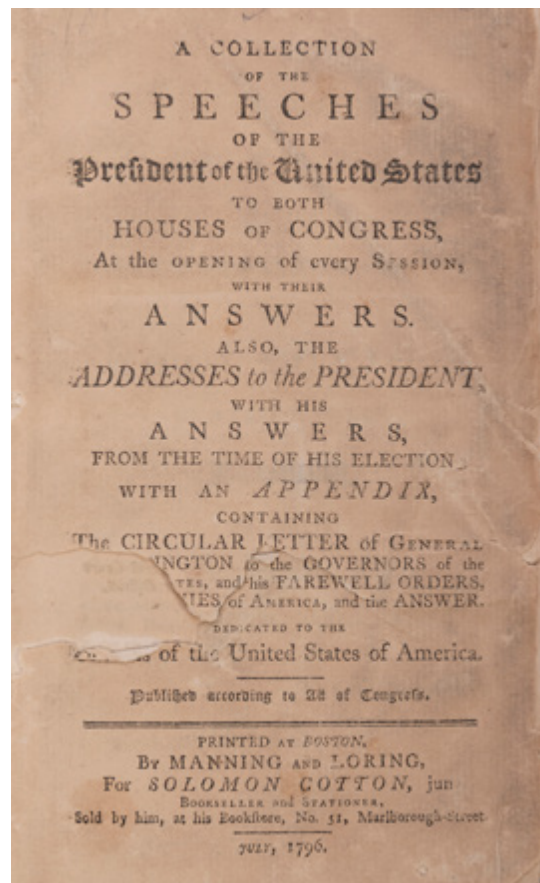 A COLLECTION
OF THE
SPEECHES
OF THE
Preſident of the United States
TO BOTH
HOUSES OF CONGRESS,
At the OPENING of every SESSION,
WITH THEIR
ANSWERS.
ALSO, THE
ADDRESSES to the PRESIDENT,
WITH HIS
ANSWERS,
FROM THE TIME OF HIS ELECTION
WITH AN APPENDIX,
CONTAINING
The CIRCULAR LETTER of GENERAL
INGTON to the GOVERNORS of the
TES, and his FAREWELL ORDERS,
IES of AMERICA, and the ANSWER.
DEDICATED TO THE
of the United States of America.
Publiſhed according to Act of Congreſs.
PRINTED AT BOSTON,
By MANNING AND LORING,
For SOLOMON COTTON, jun
BOOKSELLER and STATIONER,
Sold by him, at his Bookſtore, No. 51, Marlborough-Street
JULY, 1796.